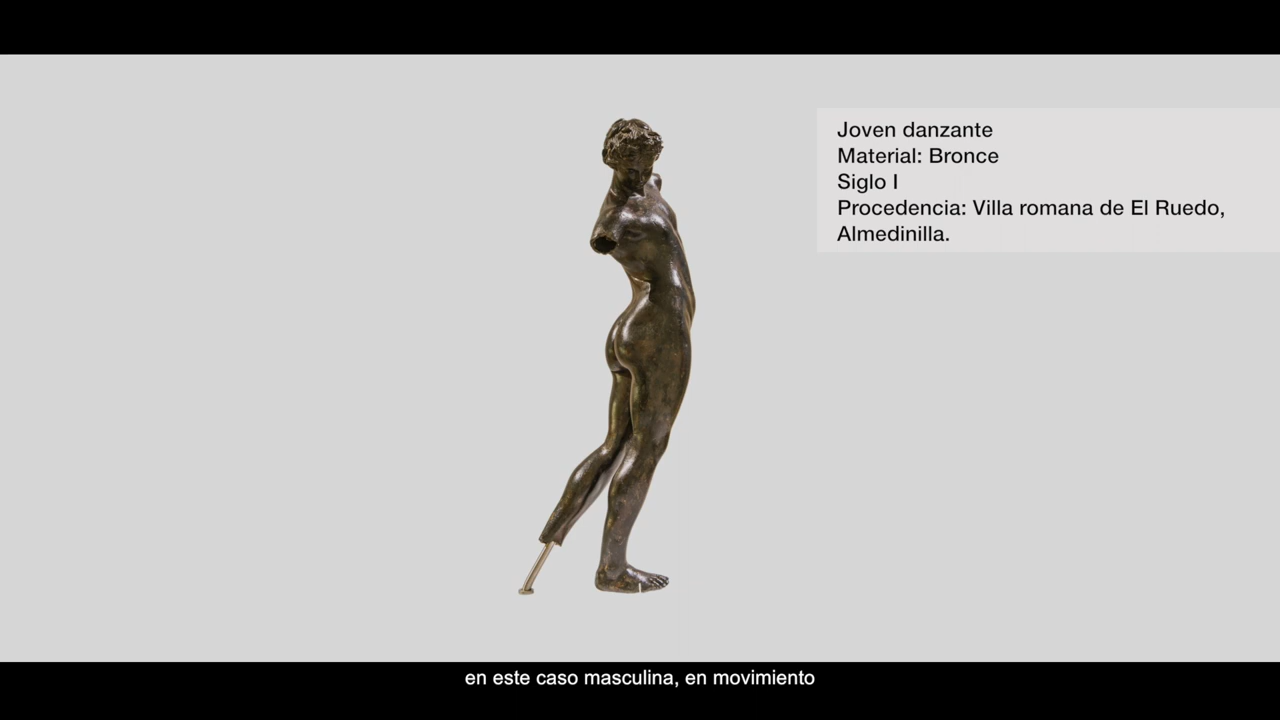 Joven danzante
Material: Bronce
Siglo I
Procedencia: Villa romana de El Ruedo,
Almedinilla.
en este caso masculina, en movimiento